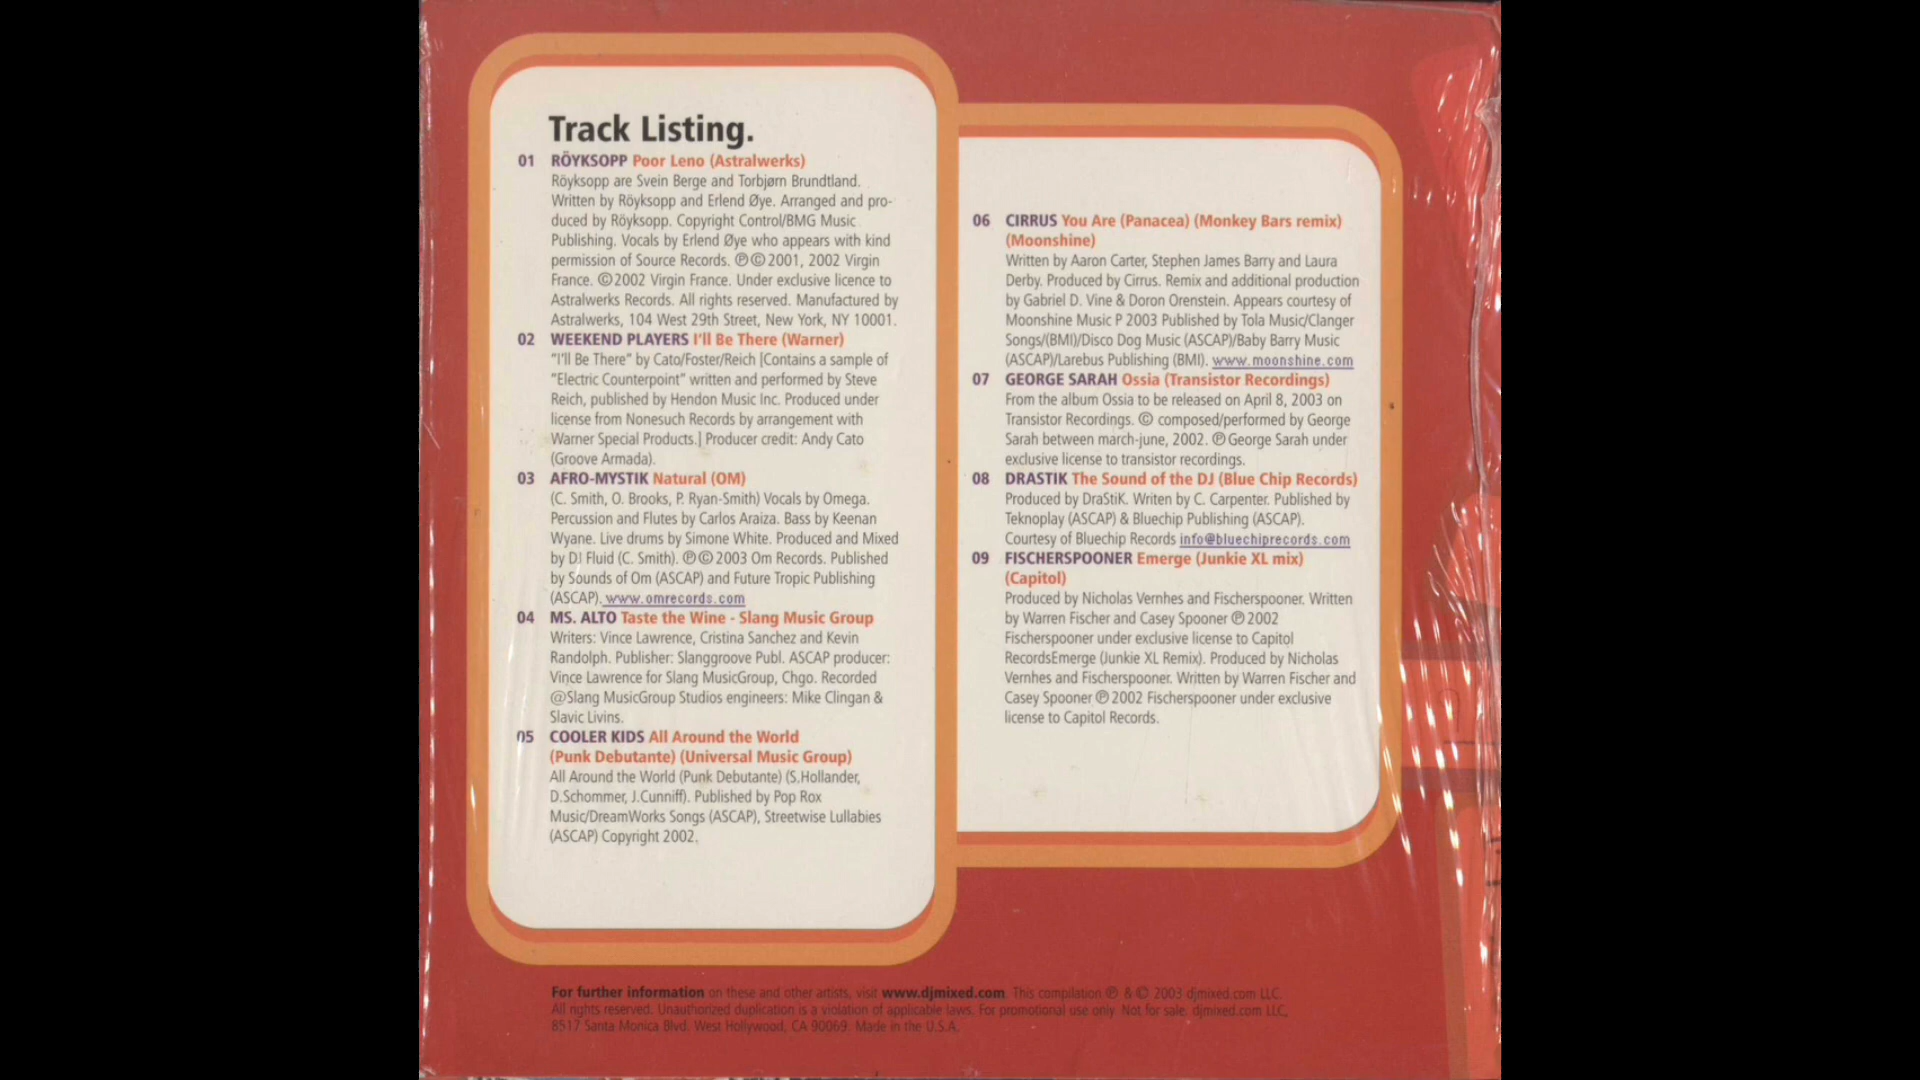 Track Listing.
01 RÖYKSOPP Poor Leno (Astralwerks)
Röyksopp are Svein Berge and Torbjørn Brundtland.
Written by Röyksopp and Erlend Øye. Arranged and pro-
duced by Röyksopp. Copyright Control/BMG Music
Publishing. Vocals by Erlend Øye who appears with kind
permission of Source Records. ℗©2001, 2002 Virgin
France. ©2002 Virgin France. Under exclusive licence to
Astralwerks Records. All rights reserved. Manufactured by
Astralwerks, 104 West 29th Street, New York, NY 10001.
02 WEEKEND PLAYERS I'll Be There (Warner)
"I'll Be There" by Cato/Foster/Reich [Contains a sample of
"Electric Counterpoint" written and performed by Steve
Reich, published by Hendon Music Inc. Produced under
license from Nonesuch Records by arrangement with
Warner Special Products.] Producer credit: Andy Cato
(Groove Armada).
03 AFRO-MYSTIK Natural (OM)
(C. Smith, O. Brooks, P. Ryan-Smith) Vocals by Omega.
Percussion and Flutes by Carlos Araiza. Bass by Keenan
Wyane. Live drums by Simone White. Produced and Mixed
by DJ Fluid (C. Smith). ℗©2003 Om Records. Published
by Sounds of Om (ASCAP) and Future Tropic Publishing
(ASCAP). www.omrecords.com
04 MS. ALTO Taste the Wine - Slang Music Group
Writers: Vince Lawrence, Cristina Sanchez and Kevin
Randolph. Publisher: Slanggroove Publ. ASCAP producer:
Vince Lawrence for Slang MusicGroup, Chgo. Recorded
@Slang MusicGroup Studios engineers: Mike Clingan &
Slavic Livins.
05 COOLER KIDS All Around the World
(Punk Debutante) (Universal Music Group)
All Around the World (Punk Debutante) (S.Hollander,
D.Schommer, J.Cunniff). Published by Pop Rox
Music/DreamWorks Songs (ASCAP), Streetwise Lullabies
(ASCAP) Copyright 2002.
06 CIRRUS You Are (Panacea) (Monkey Bars remix)
(Moonshine)
Written by Aaron Carter, Stephen James Barry and Laura
Derby. Produced by Cirrus. Remix and additional production
by Gabriel D. Vine & Doron Orenstein. Appears courtesy of
Moonshine Music P 2003 Published by Tola Music/Clanger
Songs/(BMI)/Disco Dog Music (ASCAP)/Baby Barry Music
(ASCAP)/Larebus Publishing (BMI). www.moonshine.com
07 GEORGE SARAH Ossia (Transistor Recordings)
From the album Ossia to be released on April 8, 2003 on
Transistor Recordings. © composed/performed by George
Sarah between march-june, 2002. ℗George Sarah under
exclusive license to transistor recordings.
08 DRASTIK The Sound of the DJ (Blue Chip Records)
Produced by DraStiK. Writen by C. Carpenter. Published by
Teknoplay (ASCAP) & Bluechip Publishing (ASCAP).
Courtesy of Bluechip Records info@bluechiprecords.com
09 FISCHERSPOONER Emerge (Junkie XL mix)
(Capitol)
Produced by Nicholas Vernhes and Fischerspooner. Written
by Warren Fischer and Casey Spooner ℗2002
Fischerspooner under exclusive license to Capitol
RecordsEmerge (Junkie XL Remix). Produced by Nicholas
Vernhes and Fischerspooner. Written by Warren Fischer and
Casey Spooner ℗2002 Fischerspooner under exclusive
license to Capitol Records.
For further information on these and other artists, visit www.djmixed.com. This compilation ℗ & © 2003 djmixed.com LLC.
All rights reserved. Unauthorized duplication is a violation of applicable laws. For promotional use only. Not for sale. djmixed.com LLC,
8517 Santa Monica Blvd. West Hollywood, CA 90069. Made in the U.S.A.